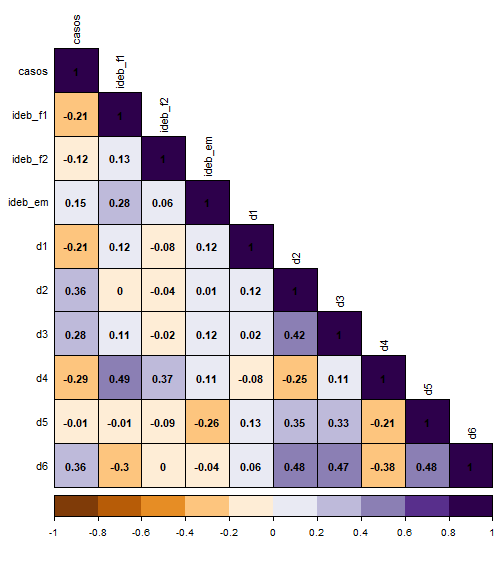 casos
casos 1 ideb_f1
ideb_f1 -0.21 1 ideb_f2
ideb_f2 -0.12 0.13 1 ideb_em
ideb_em 0.15 0.28 0.06 1 d1
d1 -0.21 0.12 -0.08 0.12 1 d2
d2 0.36 0 -0.04 0.01 0.12 1 d3
d3 0.28 0.11 -0.02 0.12 0.02 0.42 1 d4
d4 -0.29 0.49 0.37 0.11 -0.08 -0.25 0.11 1 d5
d5 -0.01 -0.01 -0.09 -0.26 0.13 0.35 0.33 -0.21 1 d6
d6 0.36 -0.3 0 -0.04 0.06 0.48 0.47 -0.38 0.48 1
-1 -0.8 -0.6 -0.4 -0.2 0 0.2 0.4 0.6 0.8 1